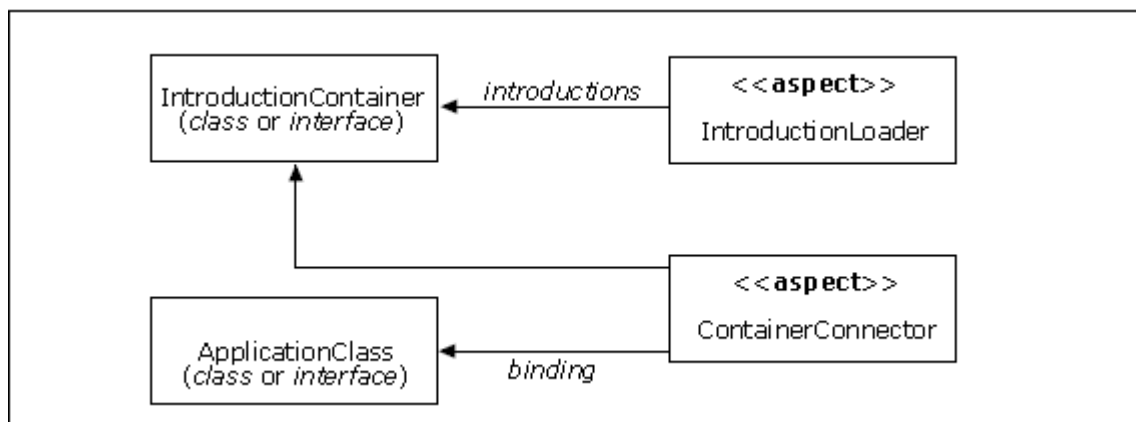 IntroductionContainer
(class or interface)
introductions
<<aspect>>
IntroductionLoader
<<aspect>>
ContainerConnector
ApplicationClass
(class or interface)
binding